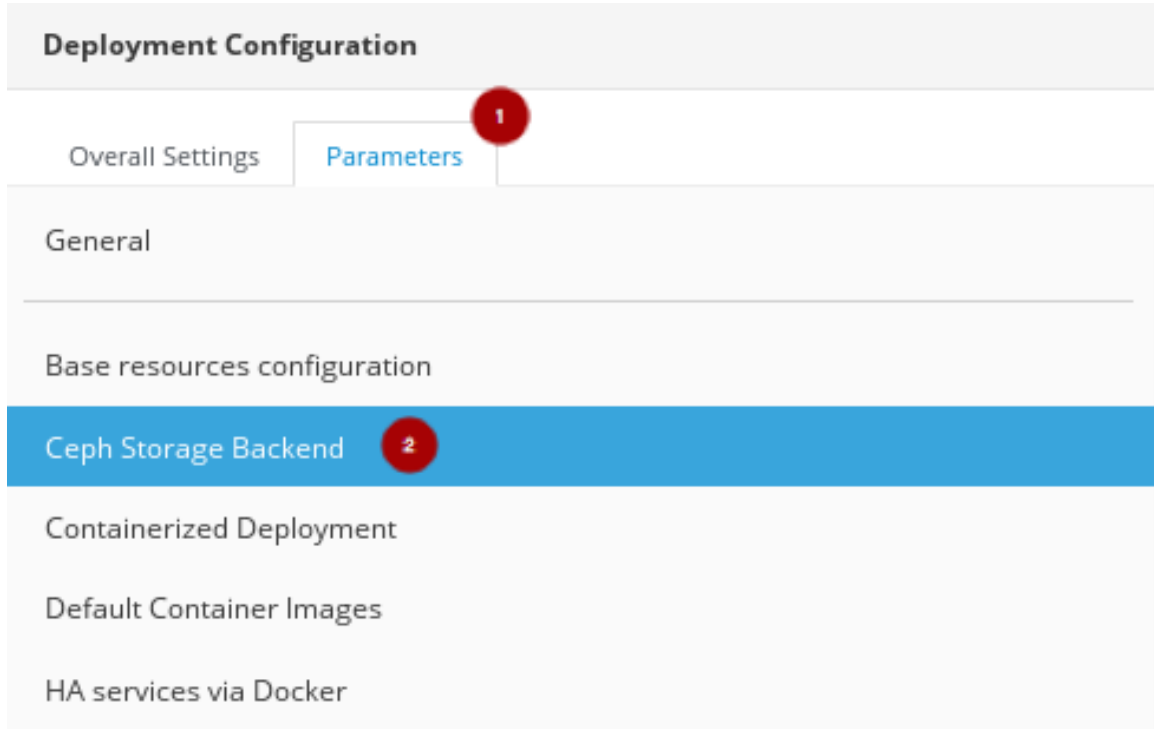 Deployment Configuration
1
Overall Settings Parameters
General
Base resources configuration
Ceph Storage Backend 2
Containerized Deployment
Default Container Images
HA services via Docker